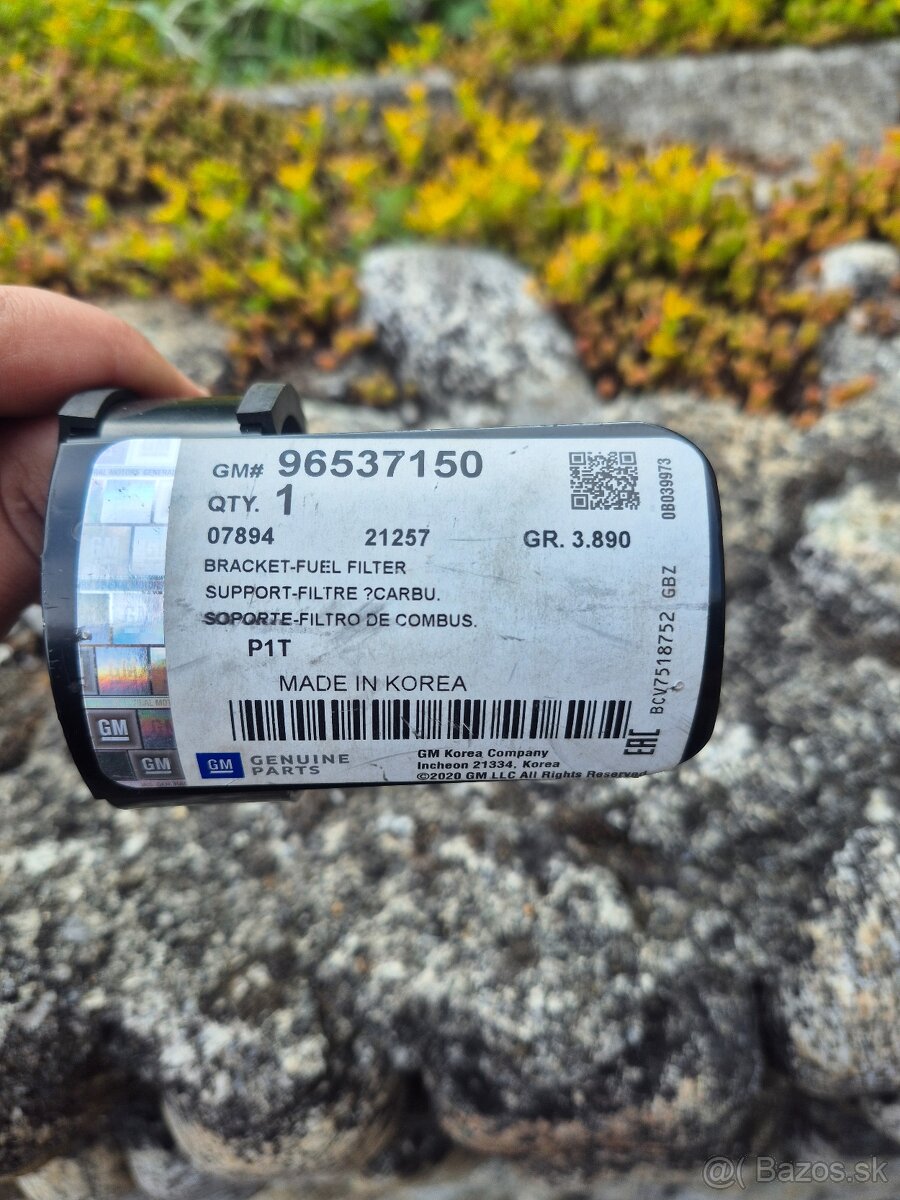 GM# 96537150
QTY. 1
07894 21257 GR. 3.890
BRACKET-FUEL FILTER
SUPPORT-FILTRE ?CARBU.
SOPORTE-FILTRO DE COMBUS.
P1T
MADE IN KOREA
GM GENUINE PARTS
GM Korea Company
Incheon 21334, Korea
©2020 GM LLC All Rights Reserved
EAC
BCV7518752 GBZ
0B039973
GM
GM
@( Bazos.sk